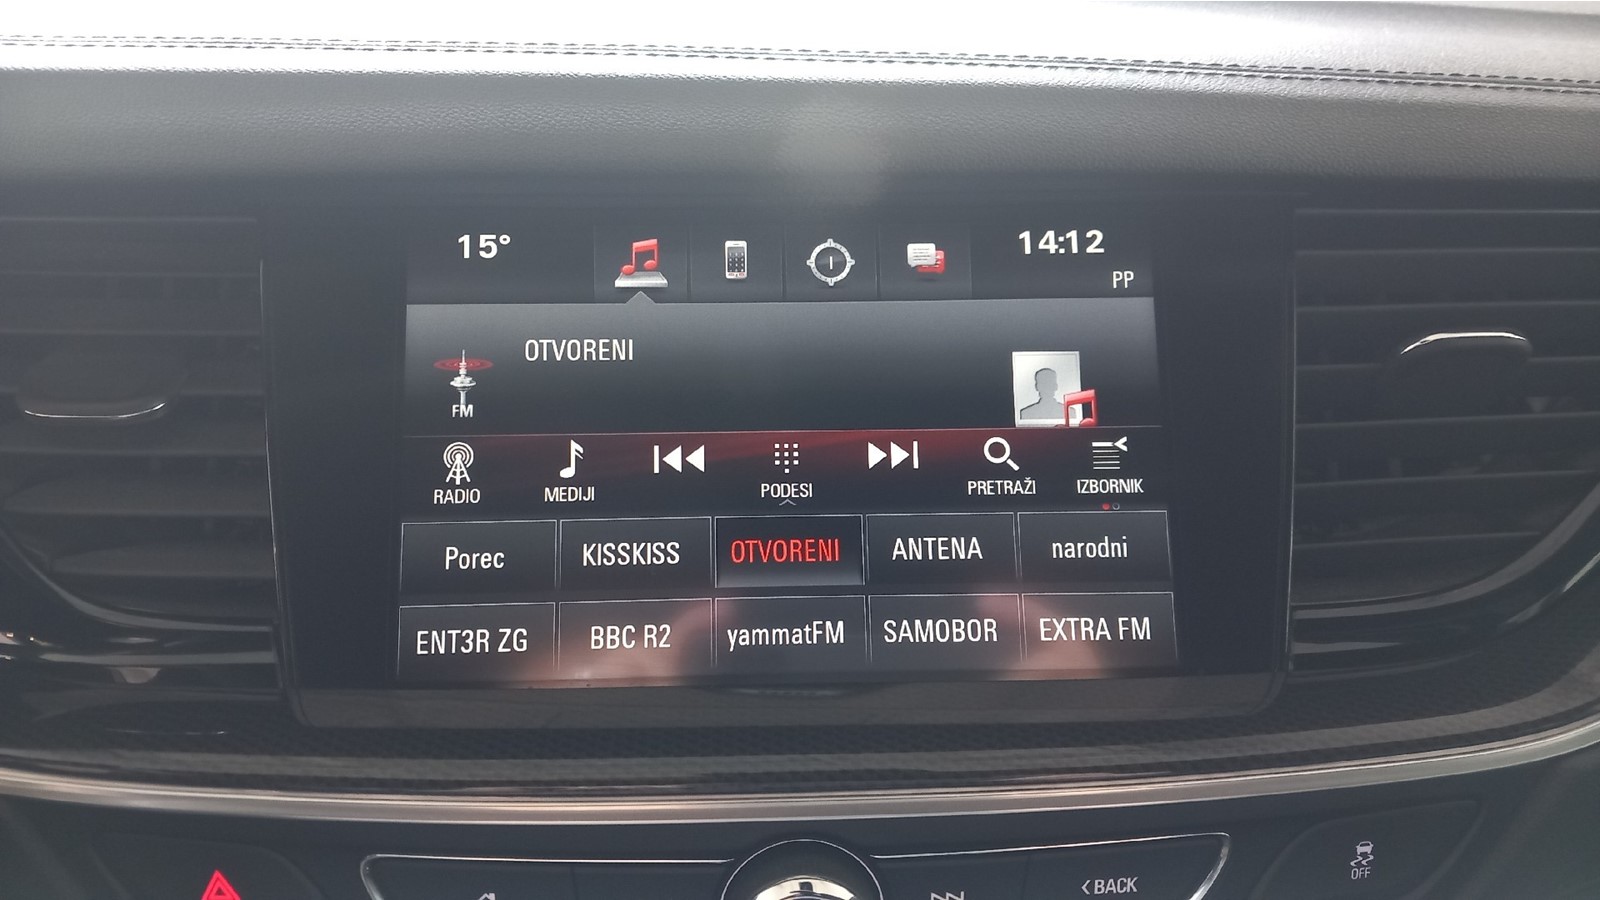 15°
14:12
PP
OTVORENI
FM
RADIO
MEDIJI
PODESI
PRETRAŽI
IZBORNIK
Porec
KISSKISS
OTVORENI
ANTENA
narodni
ENT3R ZG
BBC R2
yammatFM
SAMOBOR
EXTRA FM
BACK
OFF